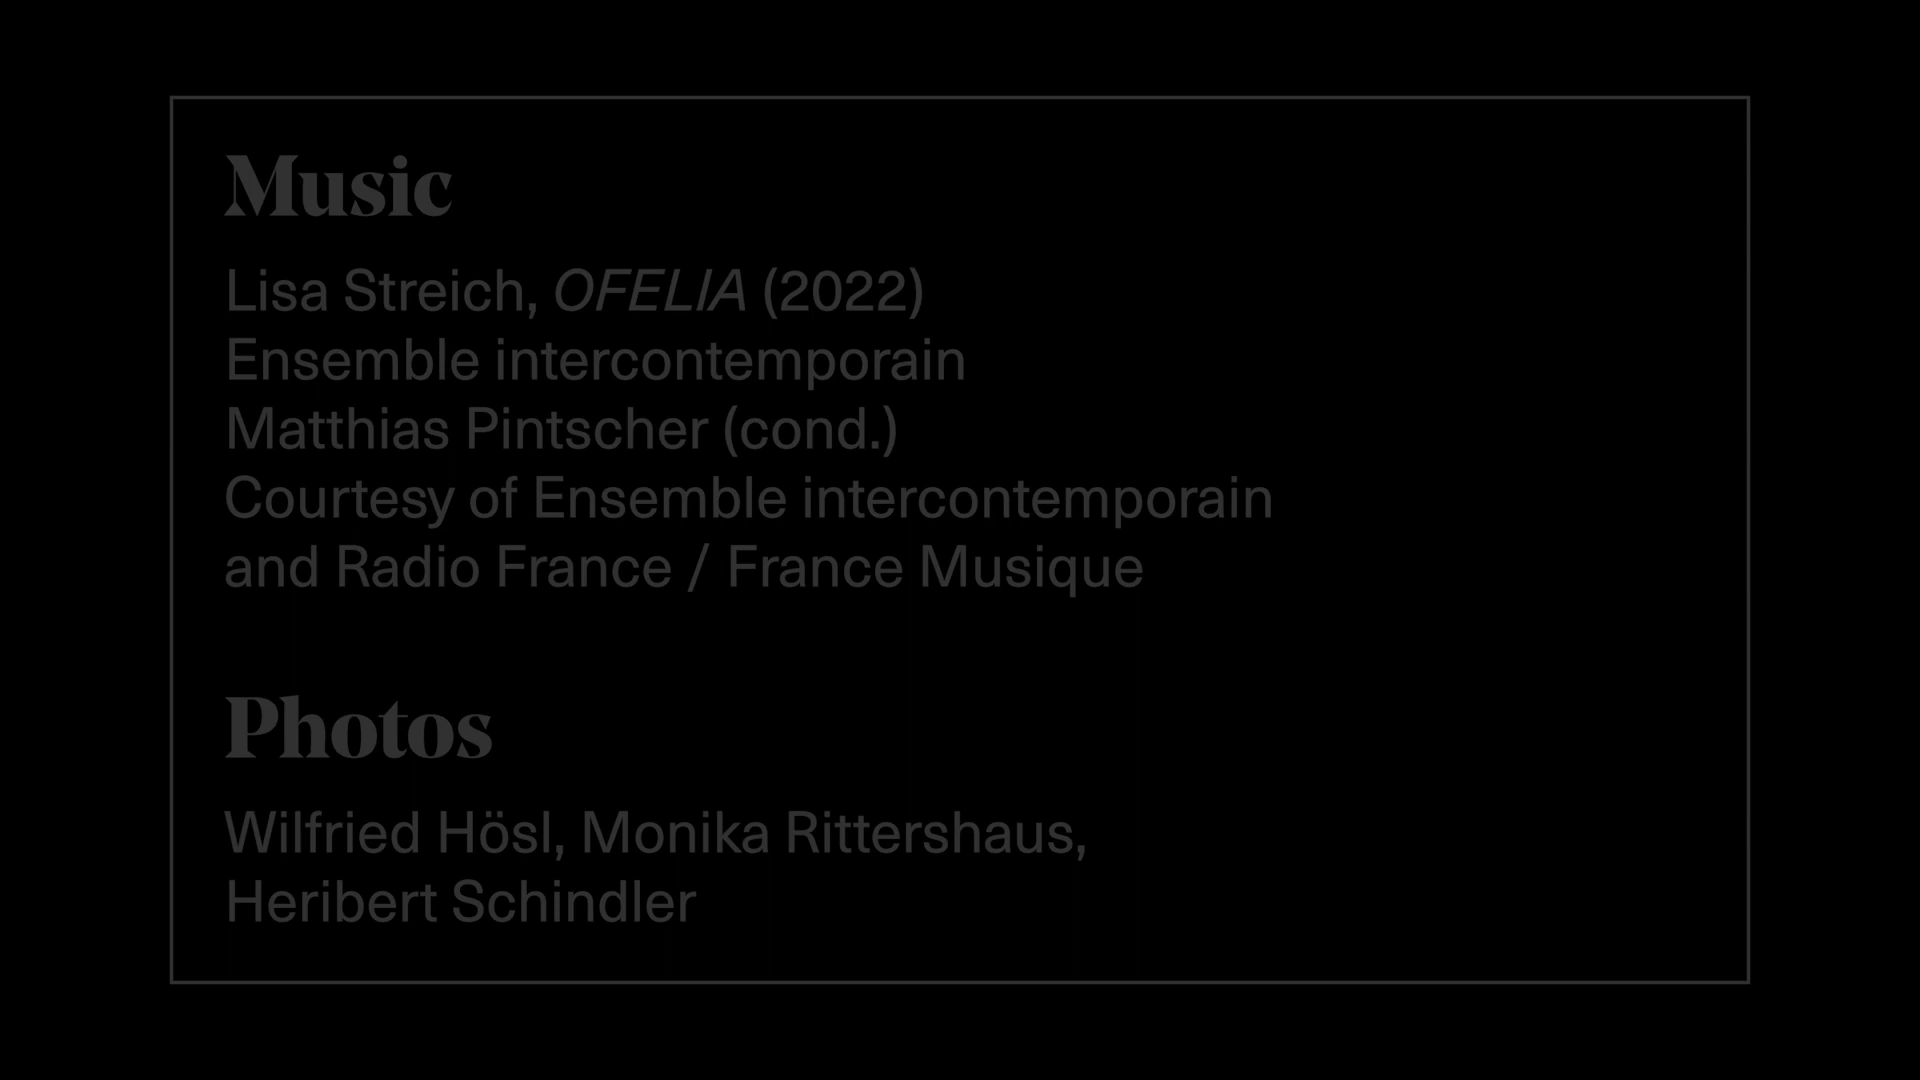 Music
Lisa Streich, OFELIA (2022)
Ensemble intercontemporain
Matthias Pintscher (cond.)
Courtesy of Ensemble intercontemporain
and Radio France / France Musique
Photos
Wilfried Hösl, Monika Rittershaus,
Heribert Schindler